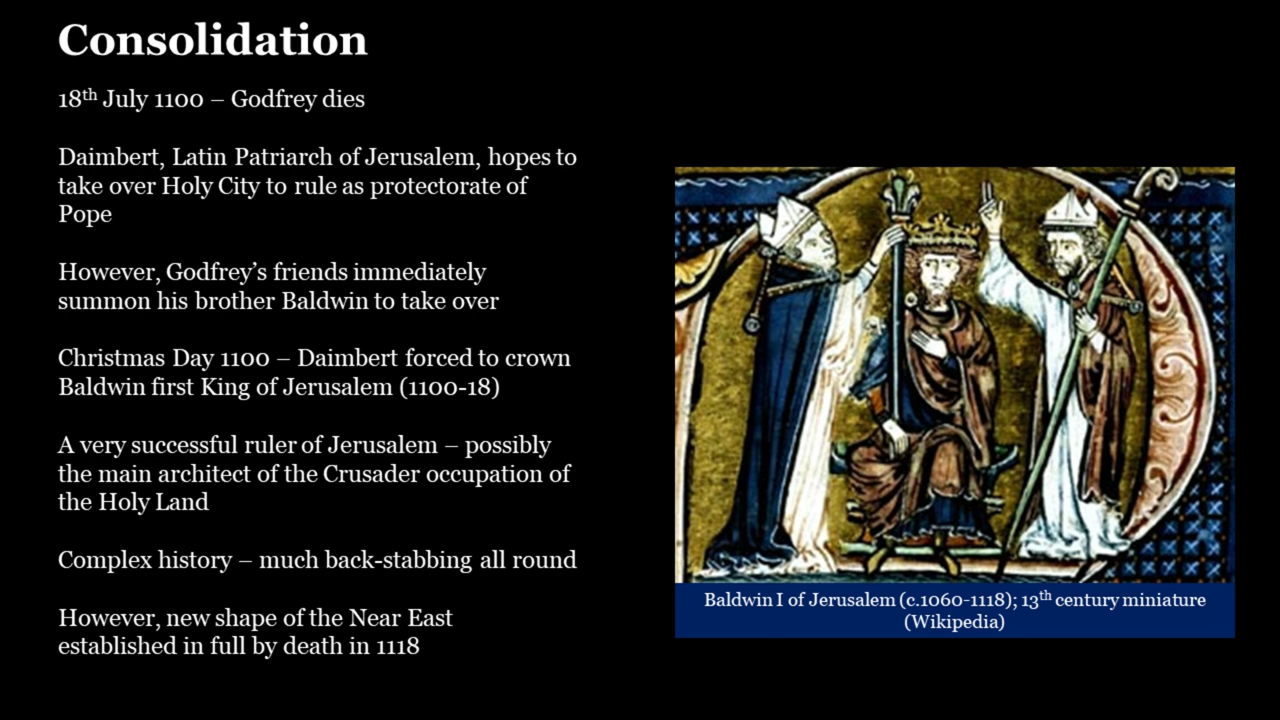 Consolidation
18th July 1100 – Godfrey dies
Daimbert, Latin Patriarch of Jerusalem, hopes to
take over Holy City to rule as protectorate of
Pope
However, Godfrey’s friends immediately
summon his brother Baldwin to take over
Christmas Day 1100 – Daimbert forced to crown
Baldwin first King of Jerusalem (1100-18)
A very successful ruler of Jerusalem – possibly
the main architect of the Crusader occupation of
the Holy Land
Complex history – much back-stabbing all round
However, new shape of the Near East
established in full by death in 1118
Baldwin I of Jerusalem (c.1060-1118); 13th century miniature
(Wikipedia)